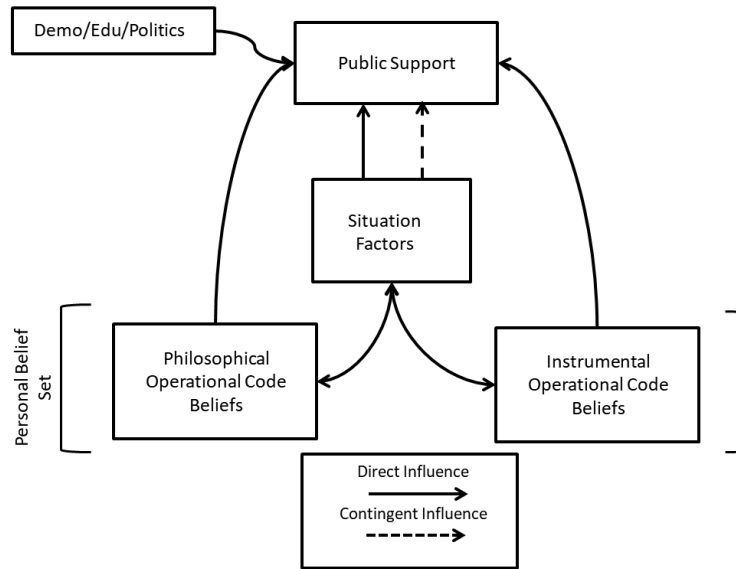 Demo/Edu/Politics
Public Support
Situation
Factors
Personal Belief
Set
Philosophical
Operational Code
Beliefs
Instrumental
Operational Code
Beliefs
Direct Influence
Contingent Influence